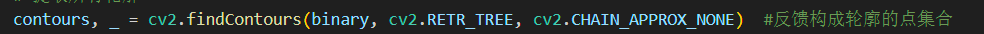 contours, _ = cv2.findContours(binary, cv2.RETR_TREE, cv2.CHAIN_APPROX_NONE)  #反馈构成轮廓的点集合